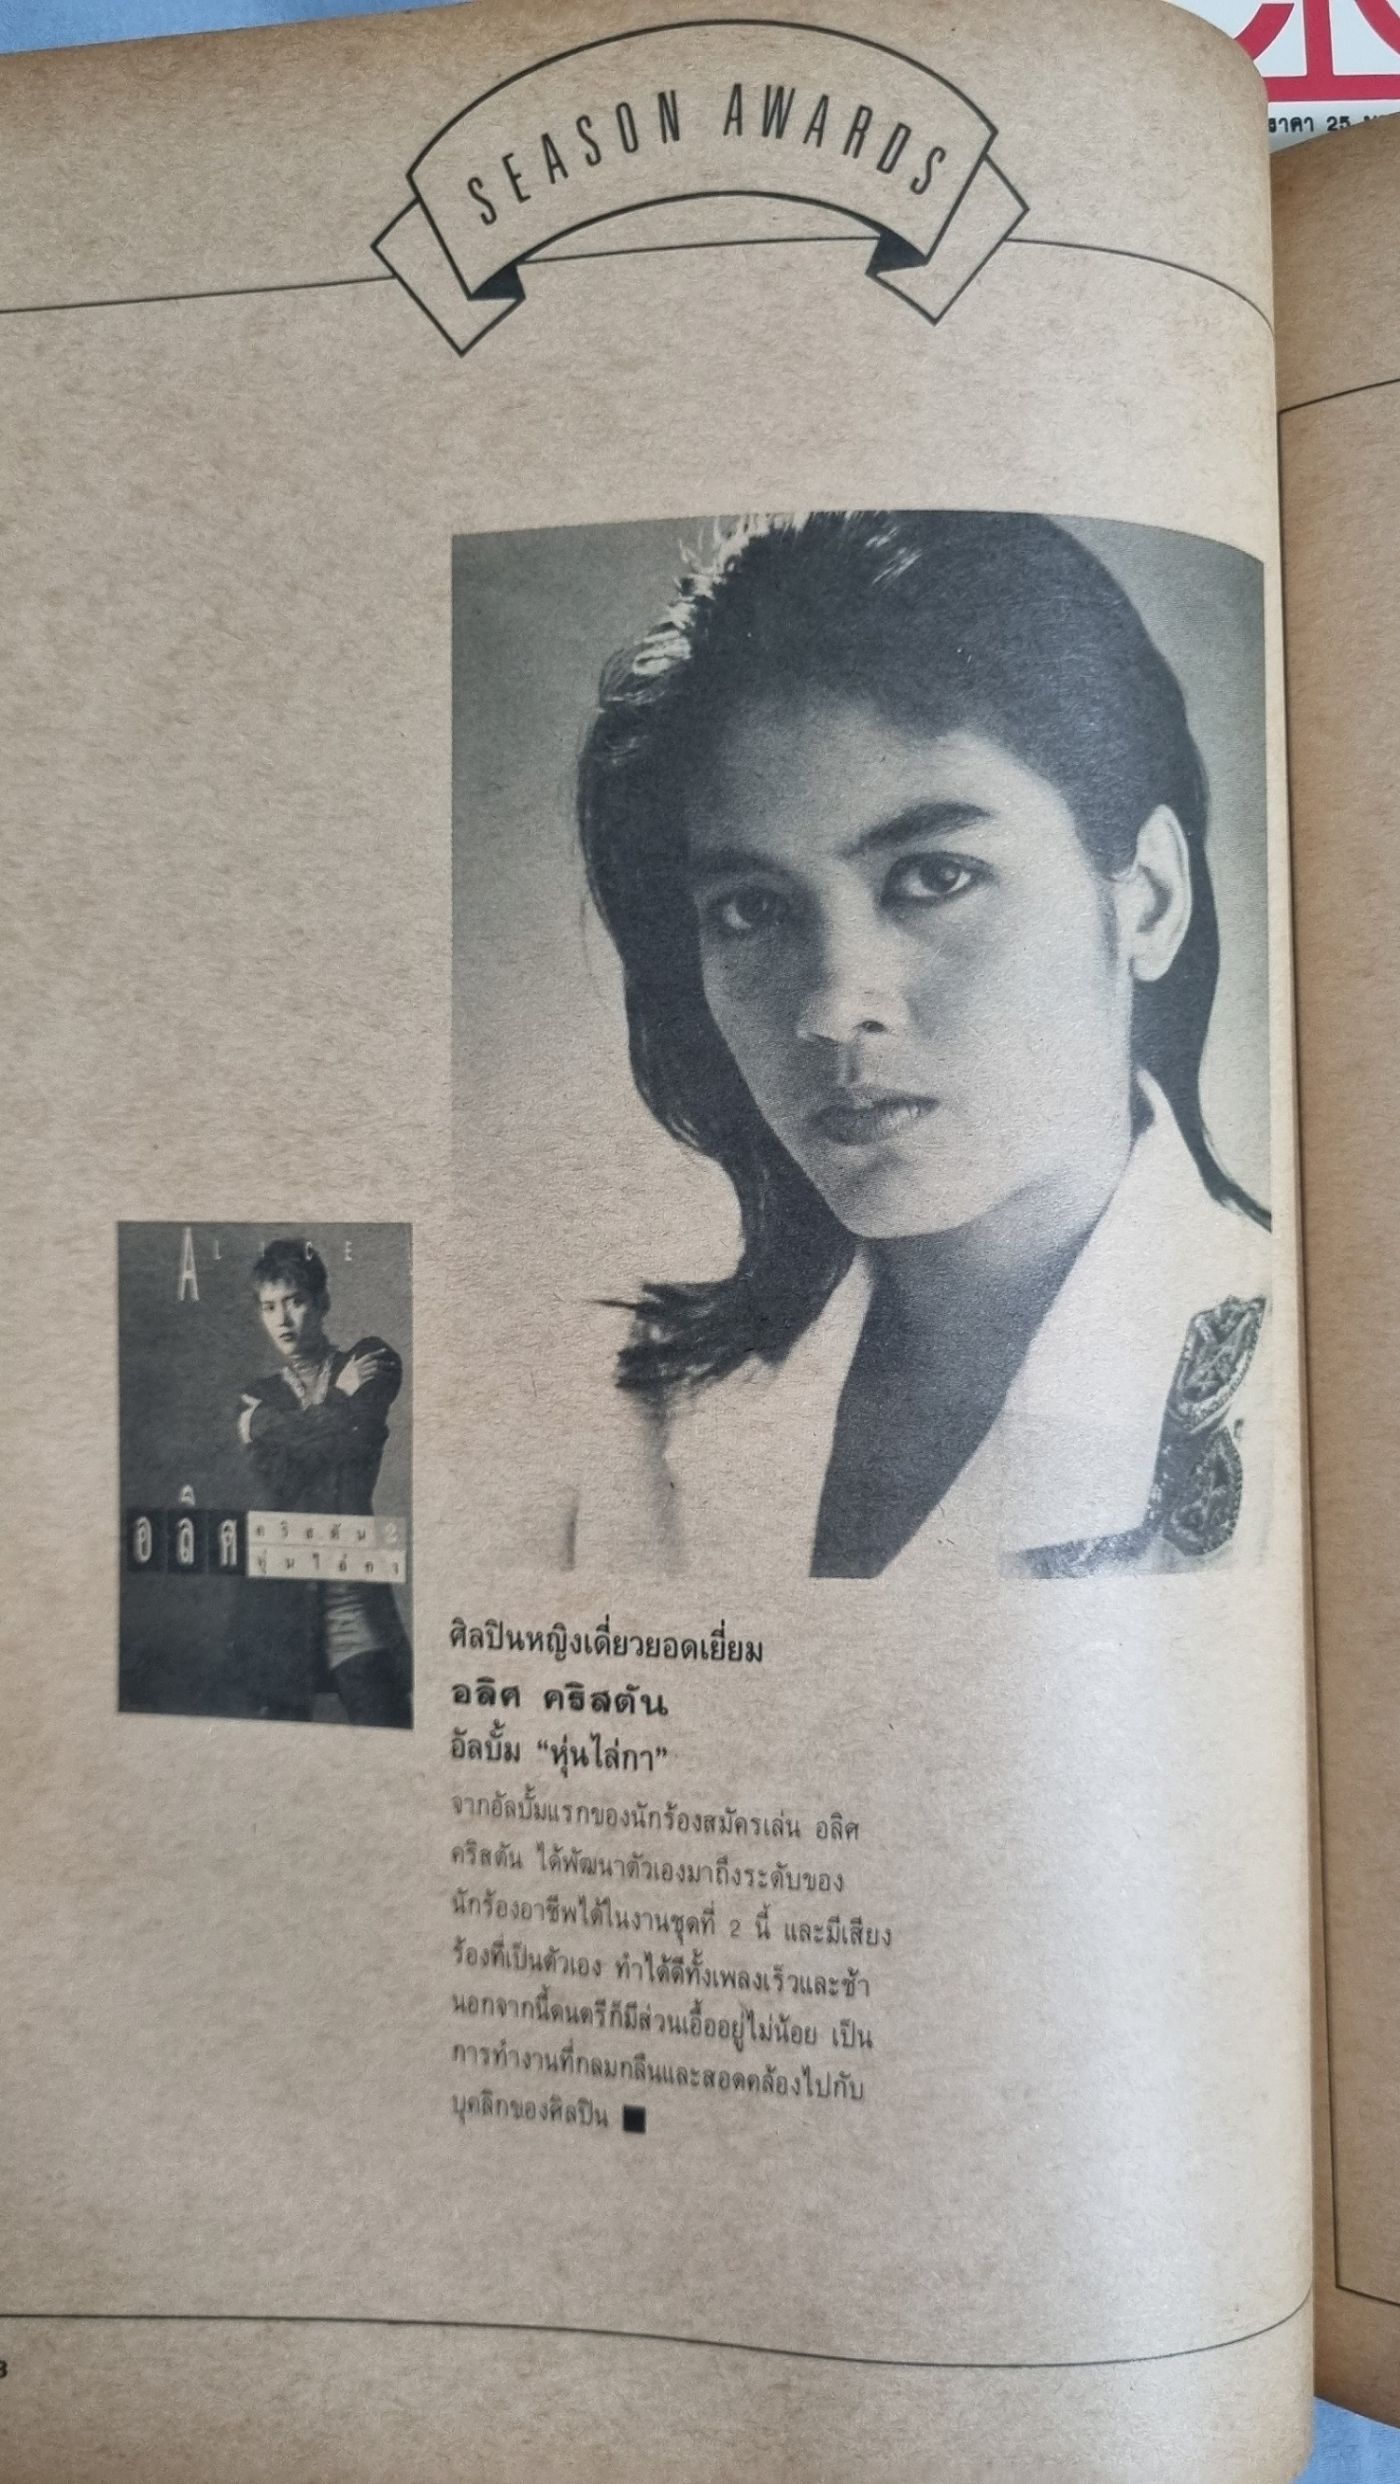 ราคา 25
SEASON AWARDS
ALICE
อลิศ
คริสตัน 2
หุ่นไล่กา
ศิลปินหญิงเดี่ยวยอดเยี่ยม
อลิศ คริสตัน
อัลบั้ม “หุ่นไล่กา”
จากอัลบั้มแรกของนักร้องสมัครเล่น อลิศ
คริสตัน ได้พัฒนาตัวเองมาถึงระดับของ
นักร้องอาชีพได้ในงานชุดที่ 2 นี้ และมีเสียง
ร้องที่เป็นตัวเอง ทำได้ดีทั้งเพลงเร็วและช้า
นอกจากนี้ดนตรีก็มีส่วนเอื้ออยู่ไม่น้อย เป็น
การทำงานที่กลมกลืนและสอดคล้องไปกับ
บุคลิกของศิลปิน